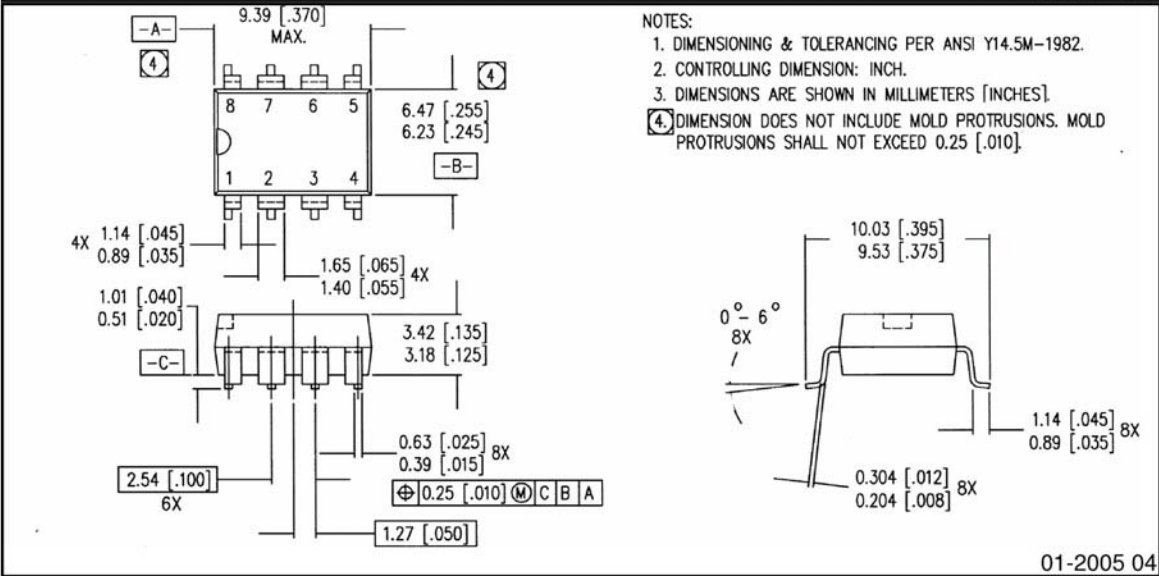 -A-
9.39 [.370]
MAX.
4
4
8 7 6 5
1 2 3 4
6.47 [.255]
6.23 [.245]
-B-
4X 1.14 [.045]
0.89 [.035]
1.65 [.065] 4X
1.40 [.055]
1.01 [.040]
0.51 [.020]
-C-
3.42 [.135]
3.18 [.125]
0.63 [.025] 8X
0.39 [.015]
2.54 [.100]
6X
⌖ 0.25 [.010] Ⓜ C B A
1.27 [.050]
NOTES:
1. DIMENSIONING & TOLERANCING PER ANSI Y14.5M-1982.
2. CONTROLLING DIMENSION: INCH.
3. DIMENSIONS ARE SHOWN IN MILLIMETERS [INCHES].
4. DIMENSION DOES NOT INCLUDE MOLD PROTRUSIONS. MOLD
PROTRUSIONS SHALL NOT EXCEED 0.25 [.010].
10.03 [.395]
9.53 [.375]
0° - 6°
8X
1.14 [.045] 8X
0.89 [.035]
0.304 [.012] 8X
0.204 [.008]
01-2005 04